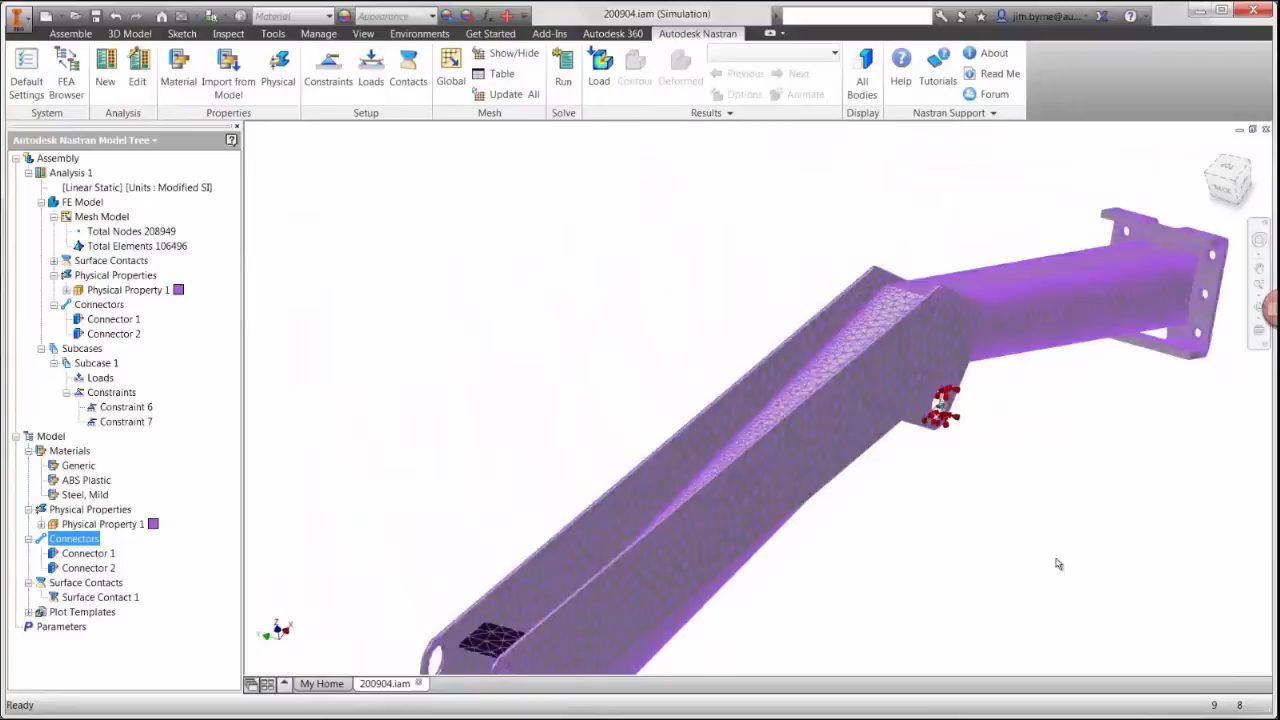 Material
Appearance
200904.iam (Simulation)
jim.byrne@au...
PRO
Assemble 3D Model Sketch Inspect Tools Manage View Environments Get Started Add-Ins Autodesk 360 Autodesk Nastran
Default Settings
FEA Browser
System
New
Edit
Analysis
Material
Import from Model
Physical
Properties
Constraints
Loads
Contacts
Setup
Global
Show/Hide
Table
Update All
Mesh
Run
Solve
Load
Contour
Deformed
Previous
Next
Options
Animate
Results
All Bodies
Display
Help
Tutorials
About
Read Me
Forum
Nastran Support
Autodesk Nastran Model Tree
Assembly
Analysis 1
[Linear Static] [Units : Modified SI]
FE Model
Mesh Model
Total Nodes 208949
Total Elements 106496
Surface Contacts
Physical Properties
Physical Property 1
Connectors
Connector 1
Connector 2
Subcases
Subcase 1
Loads
Constraints
Constraint 6
Constraint 7
Model
Materials
Generic
ABS Plastic
Steel, Mild
Physical Properties
Physical Property 1
Connectors
Connector 1
Connector 2
Surface Contacts
Surface Contact 1
Plot Templates
Parameters
BACK
Z
X
Y
My Home
200904.iam
Ready
9 8